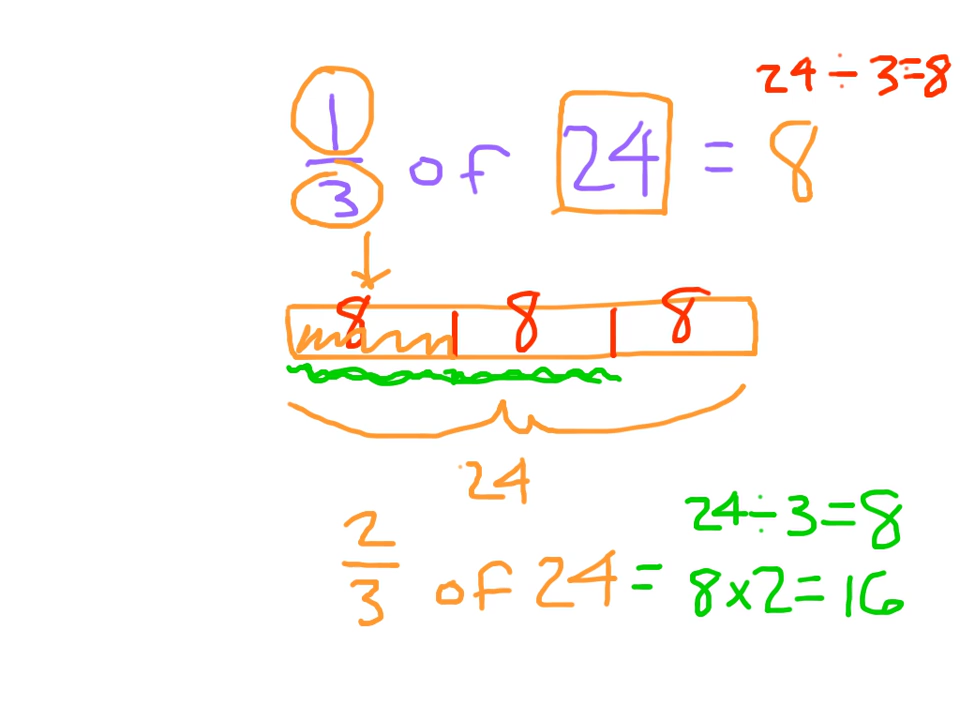 24 ÷ 3 = 8
1/3 of 24 = 8
8 8 8
24
24 ÷ 3 = 8
2/3 of 24 = 8 × 2 = 16